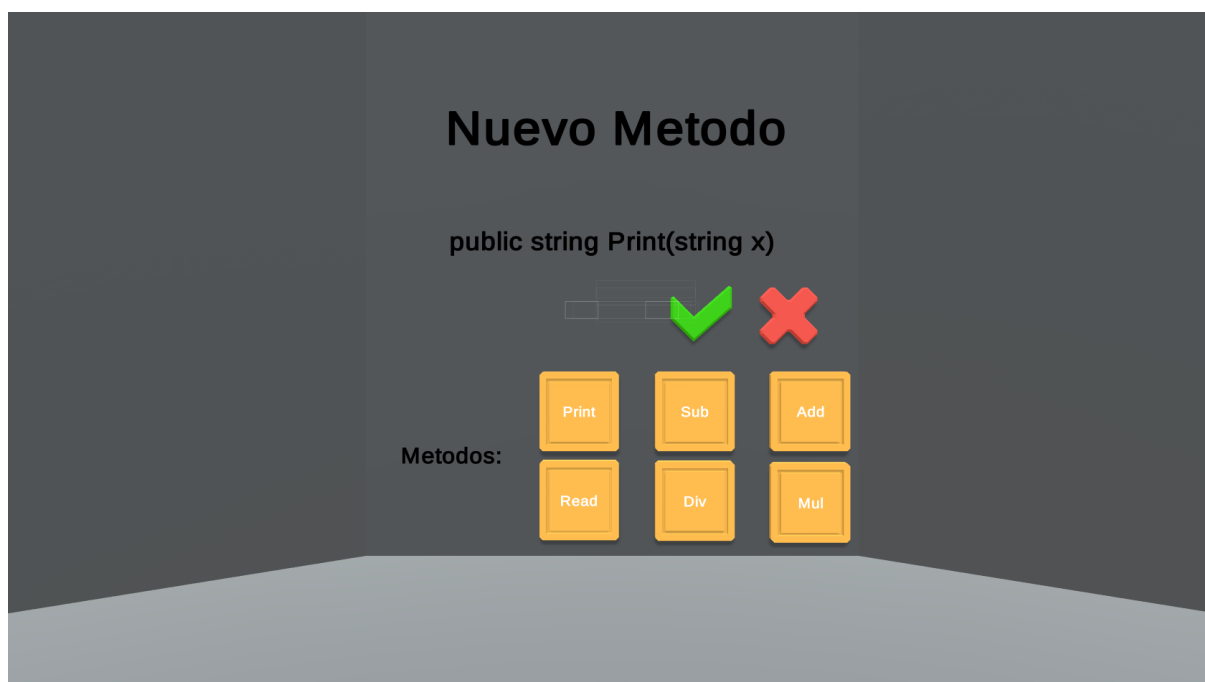 Nuevo Metodo
public string Print(string x)
Print Sub Add
Metodos:
Read Div Mul